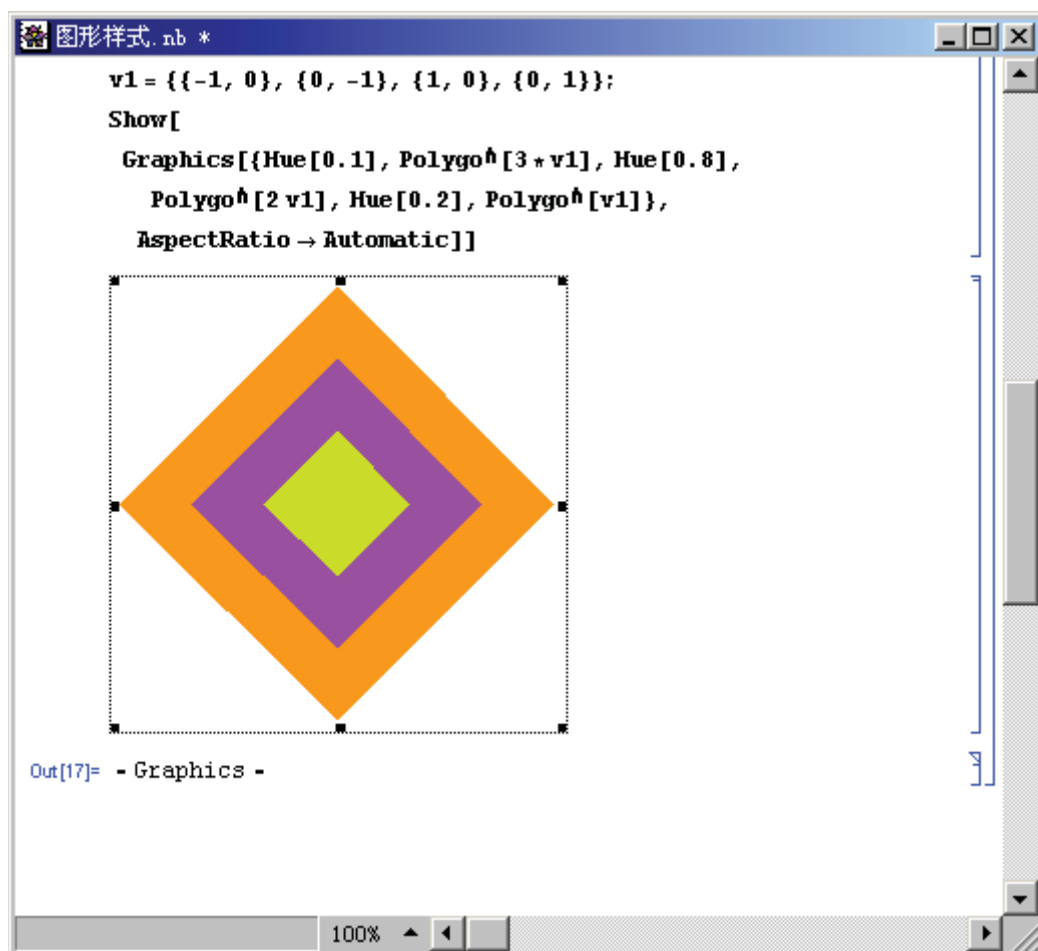 图形样式.nb *
v1 = {{-1, 0}, {0, -1}, {1, 0}, {0, 1}};
Show[
Graphics[{Hue[0.1], Polygon[3 * v1], Hue[0.8],
Polygon[2 v1], Hue[0.2], Polygon[v1]},
AspectRatio → Automatic]]
Out[17]= - Graphics -
100%